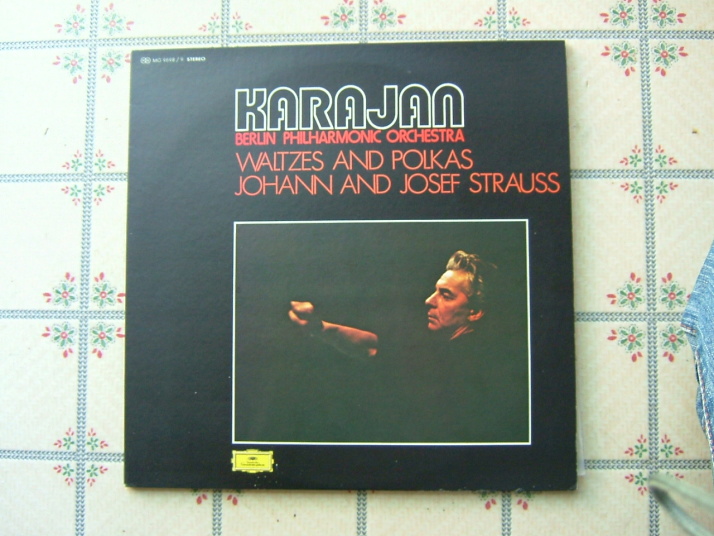 STEREO
KARAJAN
BERLIN PHILHARMONIC ORCHESTRA
WALTZES AND POLKAS
JOHANN AND JOSEF STRAUSS